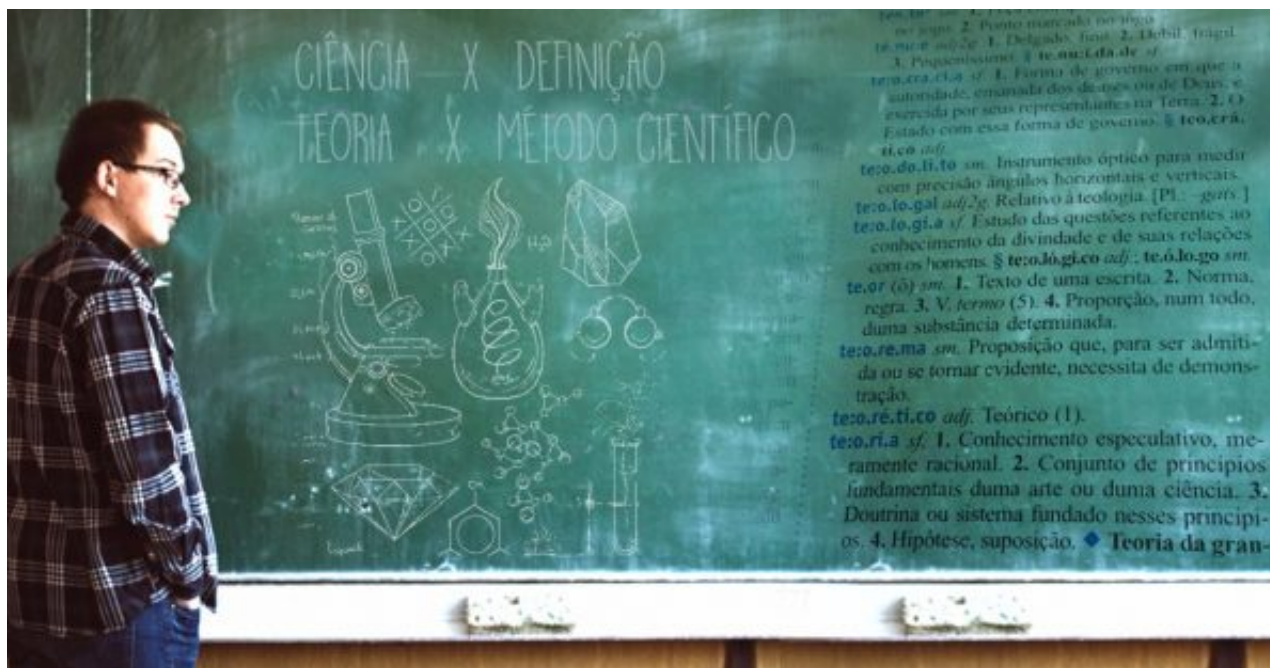 CIÊNCIA X DEFINIÇÃO
TEORIA X MÉTODO CIENTÍFICO
H₂O
no jogo. 2. Ponto marcado no jogo
tê.nu:e adj2g. 1. Delgado, fino. 2. Débil, frágil.
3. Pequeníssimo. § te.nu:i.da.de sf.
te:o.cra.ci.a sf. 1. Forma de governo em que a
autoridade, emanada dos deuses ou de Deus, é
exercida por seus representantes na Terra. 2. O
Estado com essa forma de governo. § te:o.crá.
ti.co adj.
te:o.do.li.to sm. Instrumento óptico para medir
com precisão ângulos horizontais e verticais.
te:o.lo.gal adj2g. Relativo à teologia. [Pl.: –gais.]
te:o.lo.gi.a sf. Estudo das questões referentes ao
conhecimento da divindade e de suas relações
com os homens. § te:o.ló.gi.co adj.; te.ó.lo.go sm.
te.or (ô) sm. 1. Texto de uma escrita. 2. Norma,
regra. 3. V. termo (5). 4. Proporção, num todo,
duma substância determinada.
te:o.re.ma sm. Proposição que, para ser admiti-
da ou se tornar evidente, necessita de demons-
tração.
te:o.ré.ti.co adj. Teórico (1).
te:o.ri.a sf. 1. Conhecimento especulativo, me-
ramente racional. 2. Conjunto de princípios
fundamentais duma arte ou duma ciência. 3.
Doutrina ou sistema fundado nesses princípi-
os. 4. Hipótese, suposição. ◆ Teoria da gran-